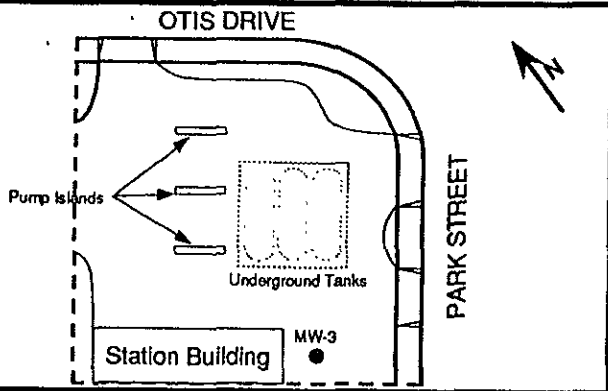 OTIS DRIVE
N
Pump Islands
PARK STREET
Underground Tanks
MW-3
Station Building